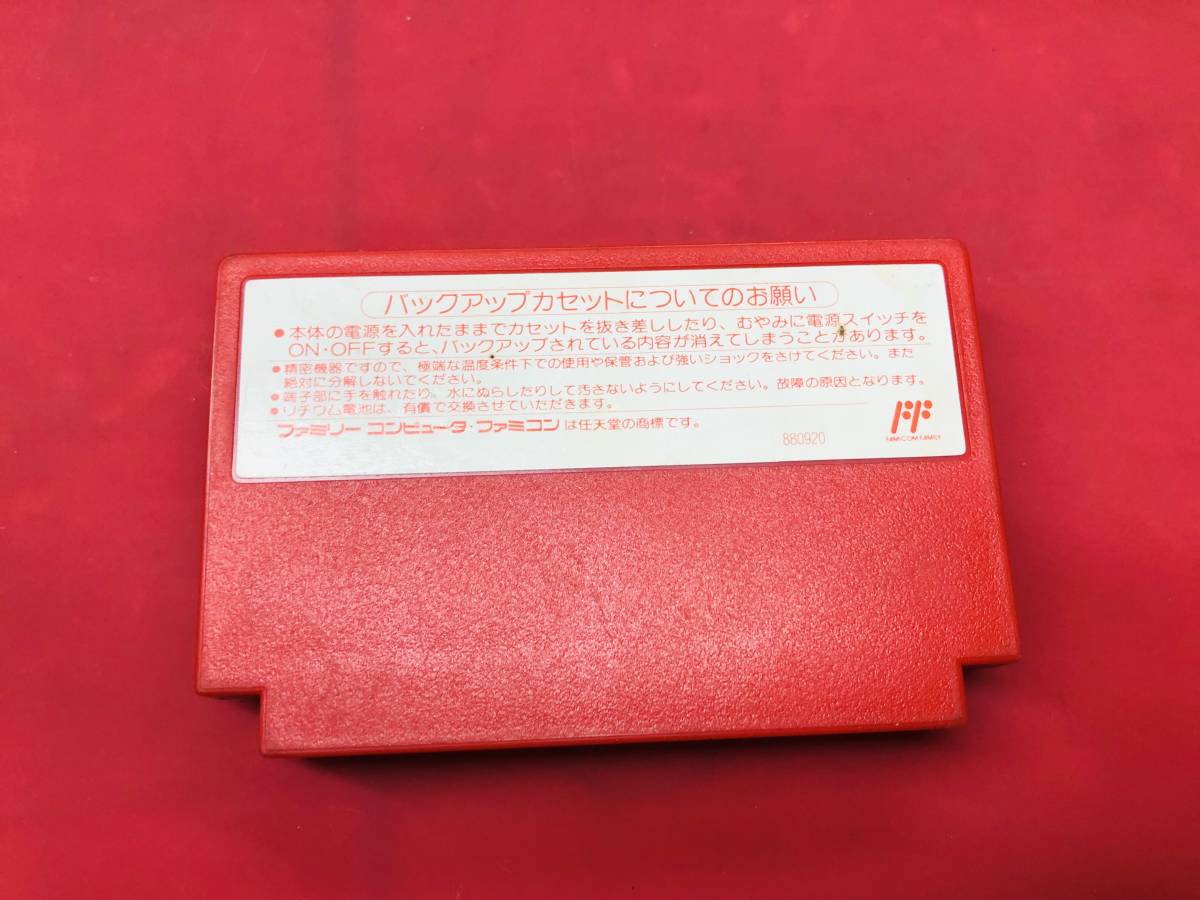 バックアップカセットについてのお願い
●本体の電源を入れたままでカセットを抜き差ししたり、むやみに電源スイッチを
ON・OFFすると、バックアップされている内容が消えてしまうことがあります。
●精密機器ですので、極端な温度条件下での使用や保管および強いショックをさけてください。また
絶対に分解しないでください。
●端子部に手を触れたり、水にぬらしたりして汚さないようにしてください。故障の原因となります。
●リチウム電池は、有償で交換させていただきます。
ファミリーコンピュータ・ファミコンは任天堂の商標です。
880920
FF
FAMICOM FAMILY